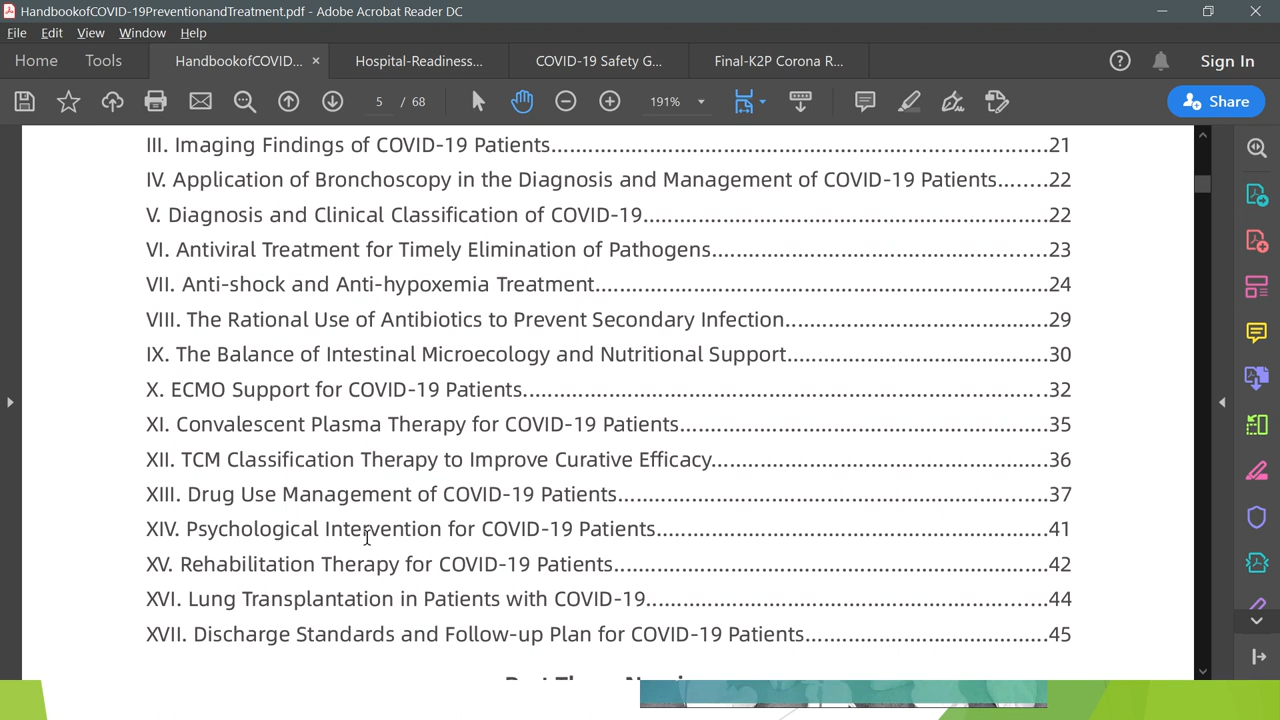 HandbookofCOVID-19PreventionandTreatment.pdf - Adobe Acrobat Reader DC
File Edit View Window Help
Home Tools HandbookofCOVID... × Hospital-Readiness... COVID-19 Safety G... Final-K2P Corona R... Sign In
5 / 68 191% Share
III. Imaging Findings of COVID-19 Patients...21
IV. Application of Bronchoscopy in the Diagnosis and Management of COVID-19 Patients...22
V. Diagnosis and Clinical Classification of COVID-19...22
VI. Antiviral Treatment for Timely Elimination of Pathogens...23
VII. Anti-shock and Anti-hypoxemia Treatment...24
VIII. The Rational Use of Antibiotics to Prevent Secondary Infection...29
IX. The Balance of Intestinal Microecology and Nutritional Support...30
X. ECMO Support for COVID-19 Patients...32
XI. Convalescent Plasma Therapy for COVID-19 Patients...35
XII. TCM Classification Therapy to Improve Curative Efficacy...36
XIII. Drug Use Management of COVID-19 Patients...37
XIV. Psychological Intervention for COVID-19 Patients...41
XV. Rehabilitation Therapy for COVID-19 Patients...42
XVI. Lung Transplantation in Patients with COVID-19...44
XVII. Discharge Standards and Follow-up Plan for COVID-19 Patients...45